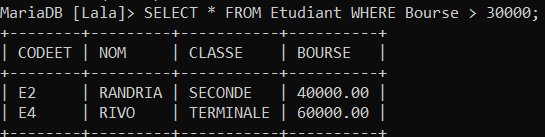 MariaDB [Lala]> SELECT * FROM Etudiant WHERE Bourse > 30000;
+--------+---------+-----------+----------+
| CODEET | NOM     | CLASSE    | BOURSE   |
+--------+---------+-----------+----------+
| E2     | RANDRIA | SECONDE   | 40000.00 |
| E4     | RIVO    | TERMINALE | 60000.00 |
+--------+---------+-----------+----------+